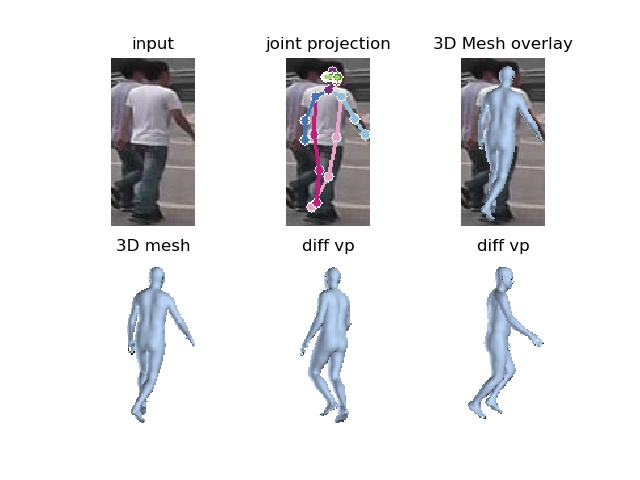 input
joint projection
3D Mesh overlay
3D mesh
diff vp
diff vp